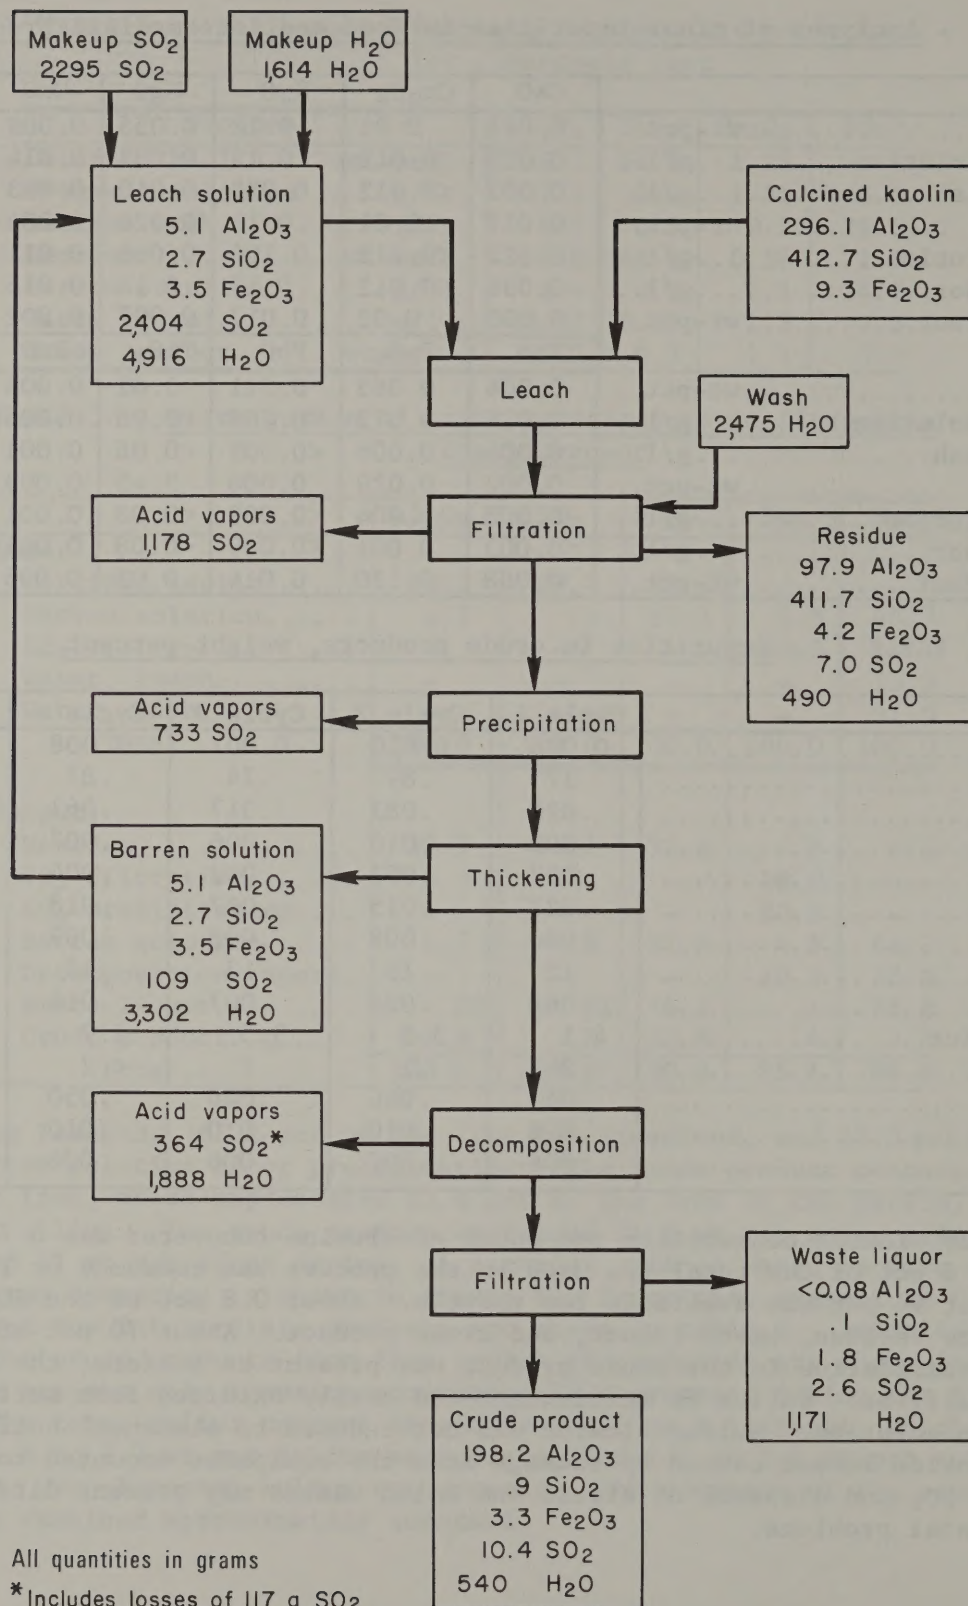 Makeup SO2
2,295 SO2
Makeup H2O
1,614 H2O
Leach solution
5.1 Al2O3
2.7 SiO2
3.5 Fe2O3
2,404 SO2
4,916 H2O
Calcined kaolin
296.1 Al2O3
412.7 SiO2
9.3 Fe2O3
Leach
Wash
2,475 H2O
Acid vapors
1,178 SO2
Filtration
Residue
97.9 Al2O3
411.7 SiO2
4.2 Fe2O3
7.0 SO2
490 H2O
Acid vapors
733 SO2
Precipitation
Barren solution
5.1 Al2O3
2.7 SiO2
3.5 Fe2O3
109 SO2
3,302 H2O
Thickening
Acid vapors
364 SO2*
1,888 H2O
Decomposition
Filtration
Waste liquor
<0.08 Al2O3
.1 SiO2
1.8 Fe2O3
2.6 SO2
1,171 H2O
Crude product
198.2 Al2O3
.9 SiO2
3.3 Fe2O3
10.4 SO2
540 H2O
All quantities in grams
*Includes losses of 117 g SO2